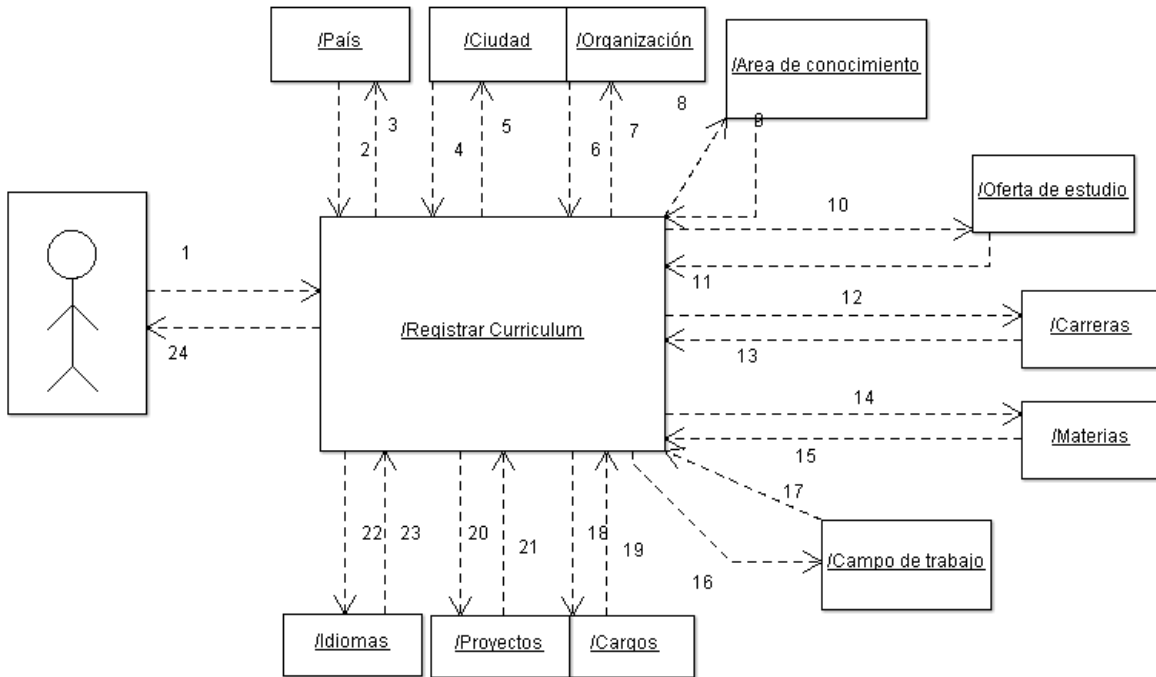 /País
/Ciudad
/Organización
/Area de conocimiento
8
9
3
2
5
4
7
6
/Oferta de estudio
10
1
11
12
/Registrar Curriculum
/Carreras
24
13
14
/Materias
15
17
22
23
20
21
18
19
16
/Campo de trabajo
/Idiomas
/Proyectos
/Cargos